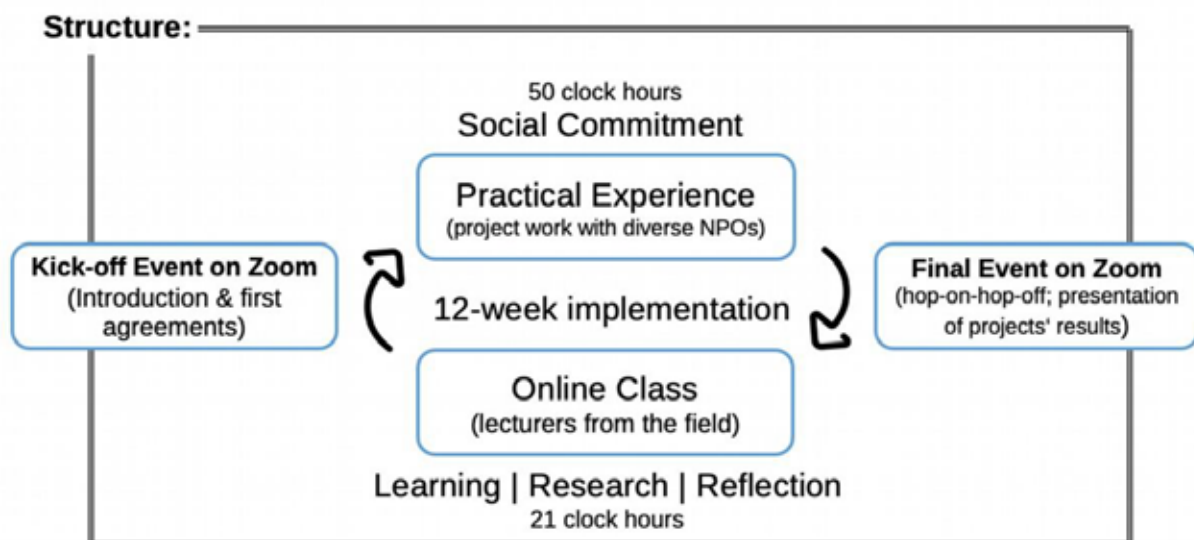 Structure:
50 clock hours
Social Commitment
Practical Experience
(project work with diverse NPOs)
Kick-off Event on Zoom
(Introduction & first
agreements)
12-week implementation
Final Event on Zoom
(hop-on-hop-off; presentation
of projects' results)
Online Class
(lecturers from the field)
Learning | Research | Reflection
21 clock hours